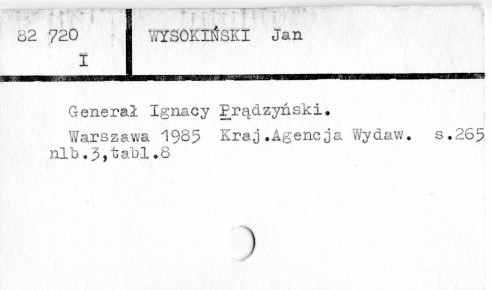 82 720 WYSOKIŃSKI Jan
I
Generał Ignacy Prądzyński.
Warszawa 1985 Kraj.Agencja Wydaw. s.265
nlb.3,tabl.8